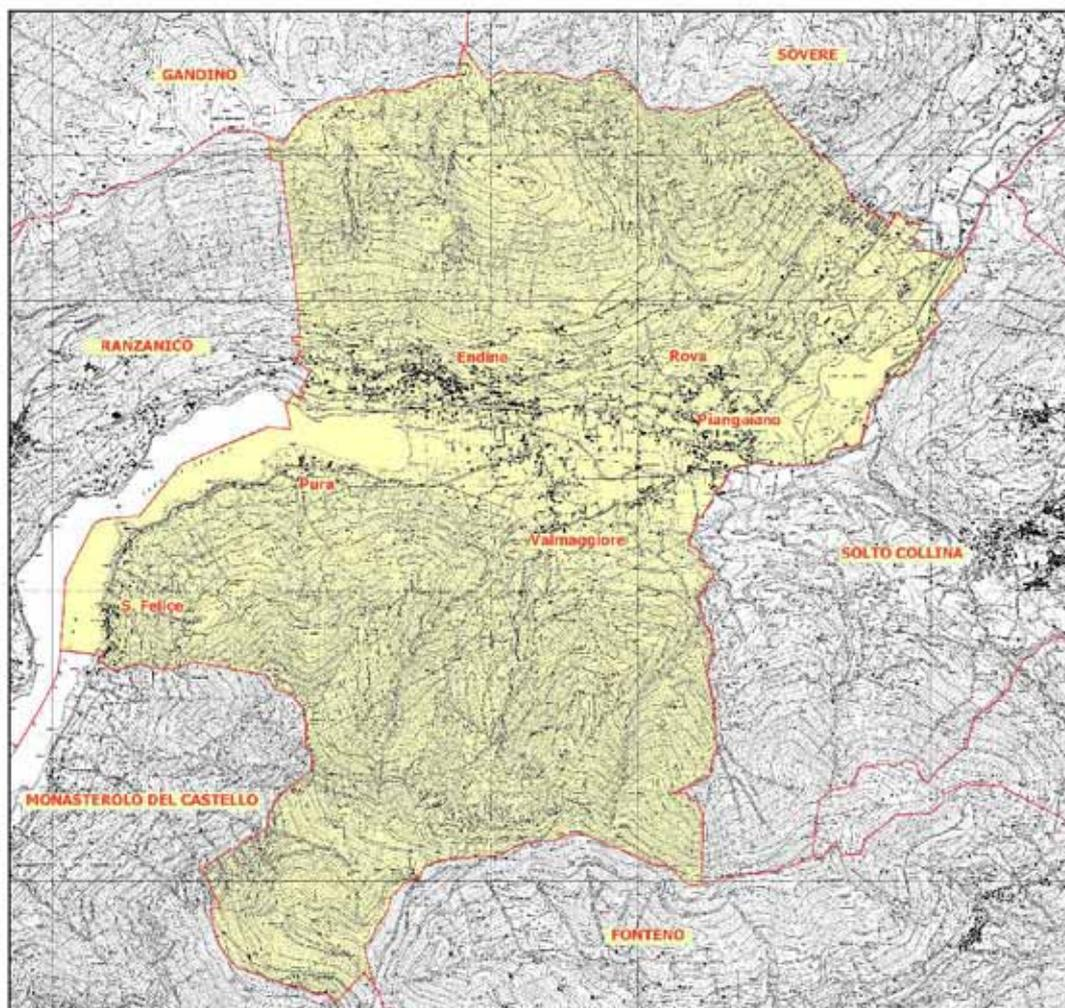 SOVERE
GANDINO
RANZANICO
Endine
Rova
Piangaiano
Pura
Valmaggiore
SOLTO COLLINA
S. Felice
MONASTEROLO DEL CASTELLO
FONTENO